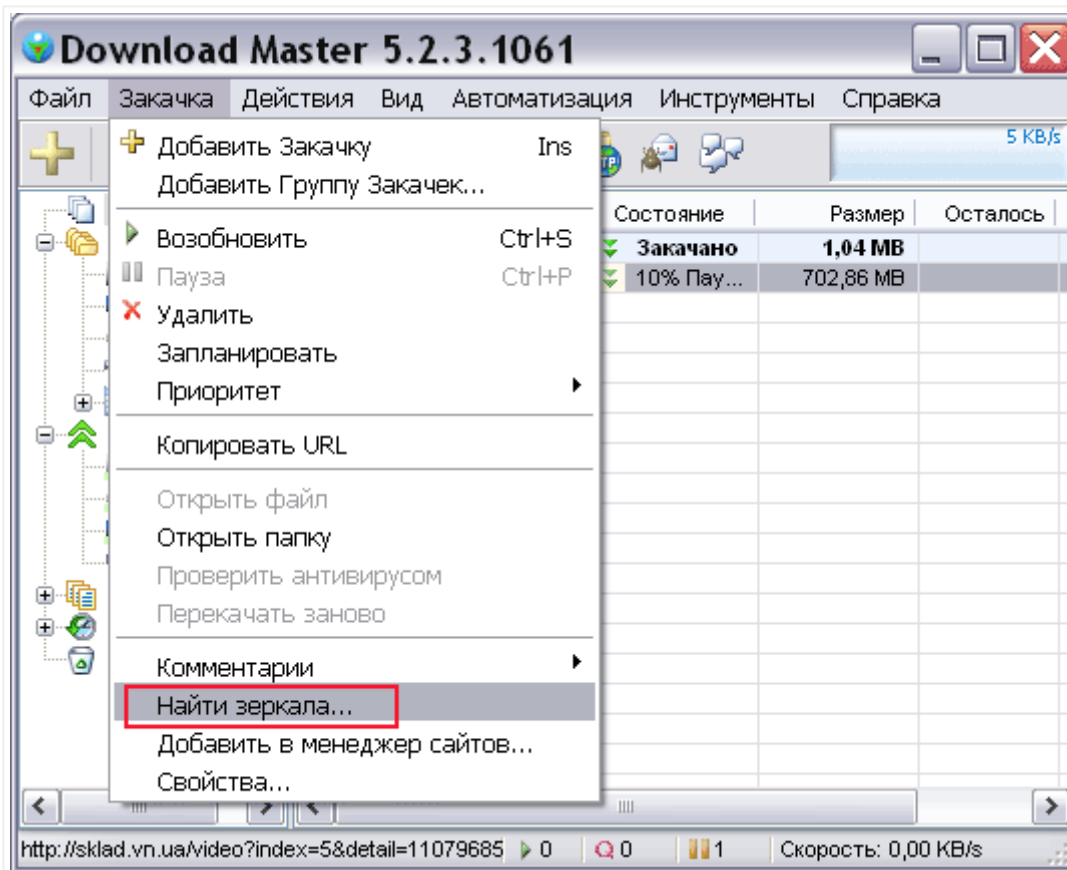 Download Master 5.2.3.1061
Файл Закачка Действия Вид Автоматизация Инструменты Справка
5 KB/s
Добавить Закачку Ins
Добавить Группу Закачек...
Возобновить Ctrl+S
Пауза Ctrl+P
Удалить
Запланировать
Приоритет
Копировать URL
Открыть файл
Открыть папку
Проверить антивирусом
Перекачать заново
Комментарии
Найти зеркала...
Добавить в менеджер сайтов...
Свойства...
Состояние Размер Осталось
Закачано 1,04 MB
10% Пау... 702,86 MB
http://sklad.vn.ua/video?index=5&detail=11079685 0 0 1 Скорость: 0,00 KB/s